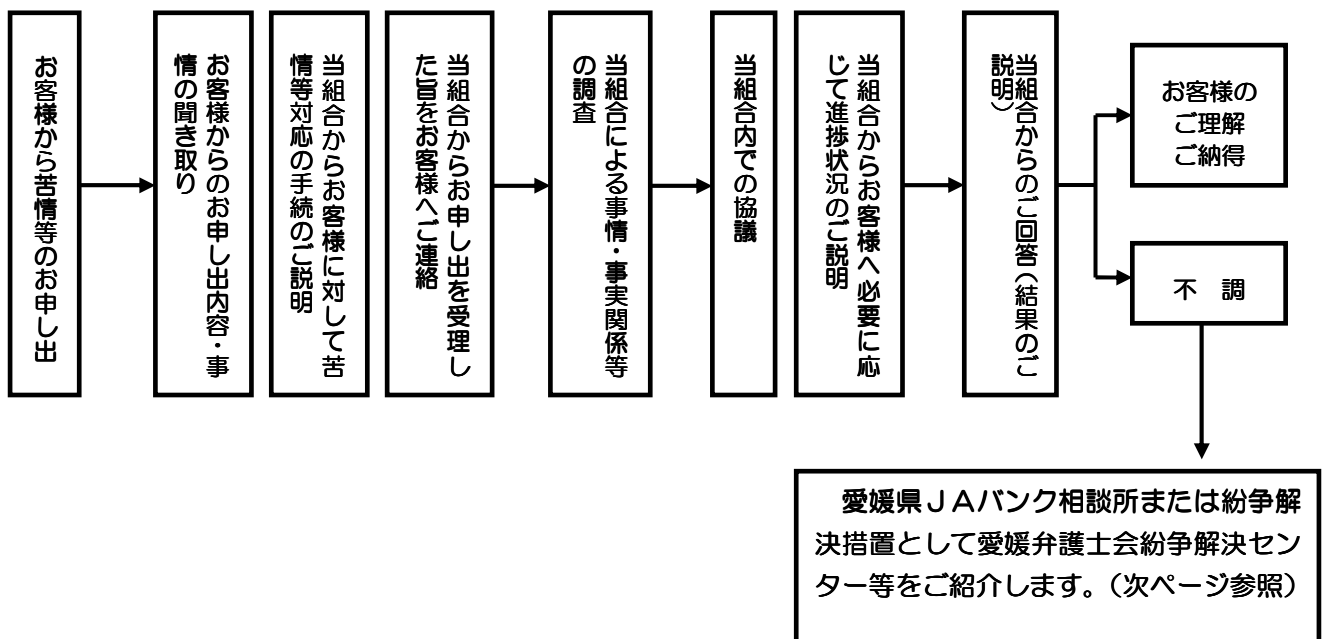 お客様から苦情等のお申し出
お客様からのお申し出内容・事
情の聞き取り
当組合からお客様に対して苦
情等対応の手続のご説明
当組合からお申し出を受理し
た旨をお客様へご連絡
当組合による事情・事実関係等
の調査
当組合内での協議
当組合からお客様へ必要に応
じて進捗状況のご説明
当組合からのご回答（結果のご
説明）
お客様の
ご理解
ご納得
不　調
愛媛県ＪＡバンク相談所または紛争解
決措置として愛媛弁護士会紛争解決セン
ター等をご紹介します。（次ページ参照）